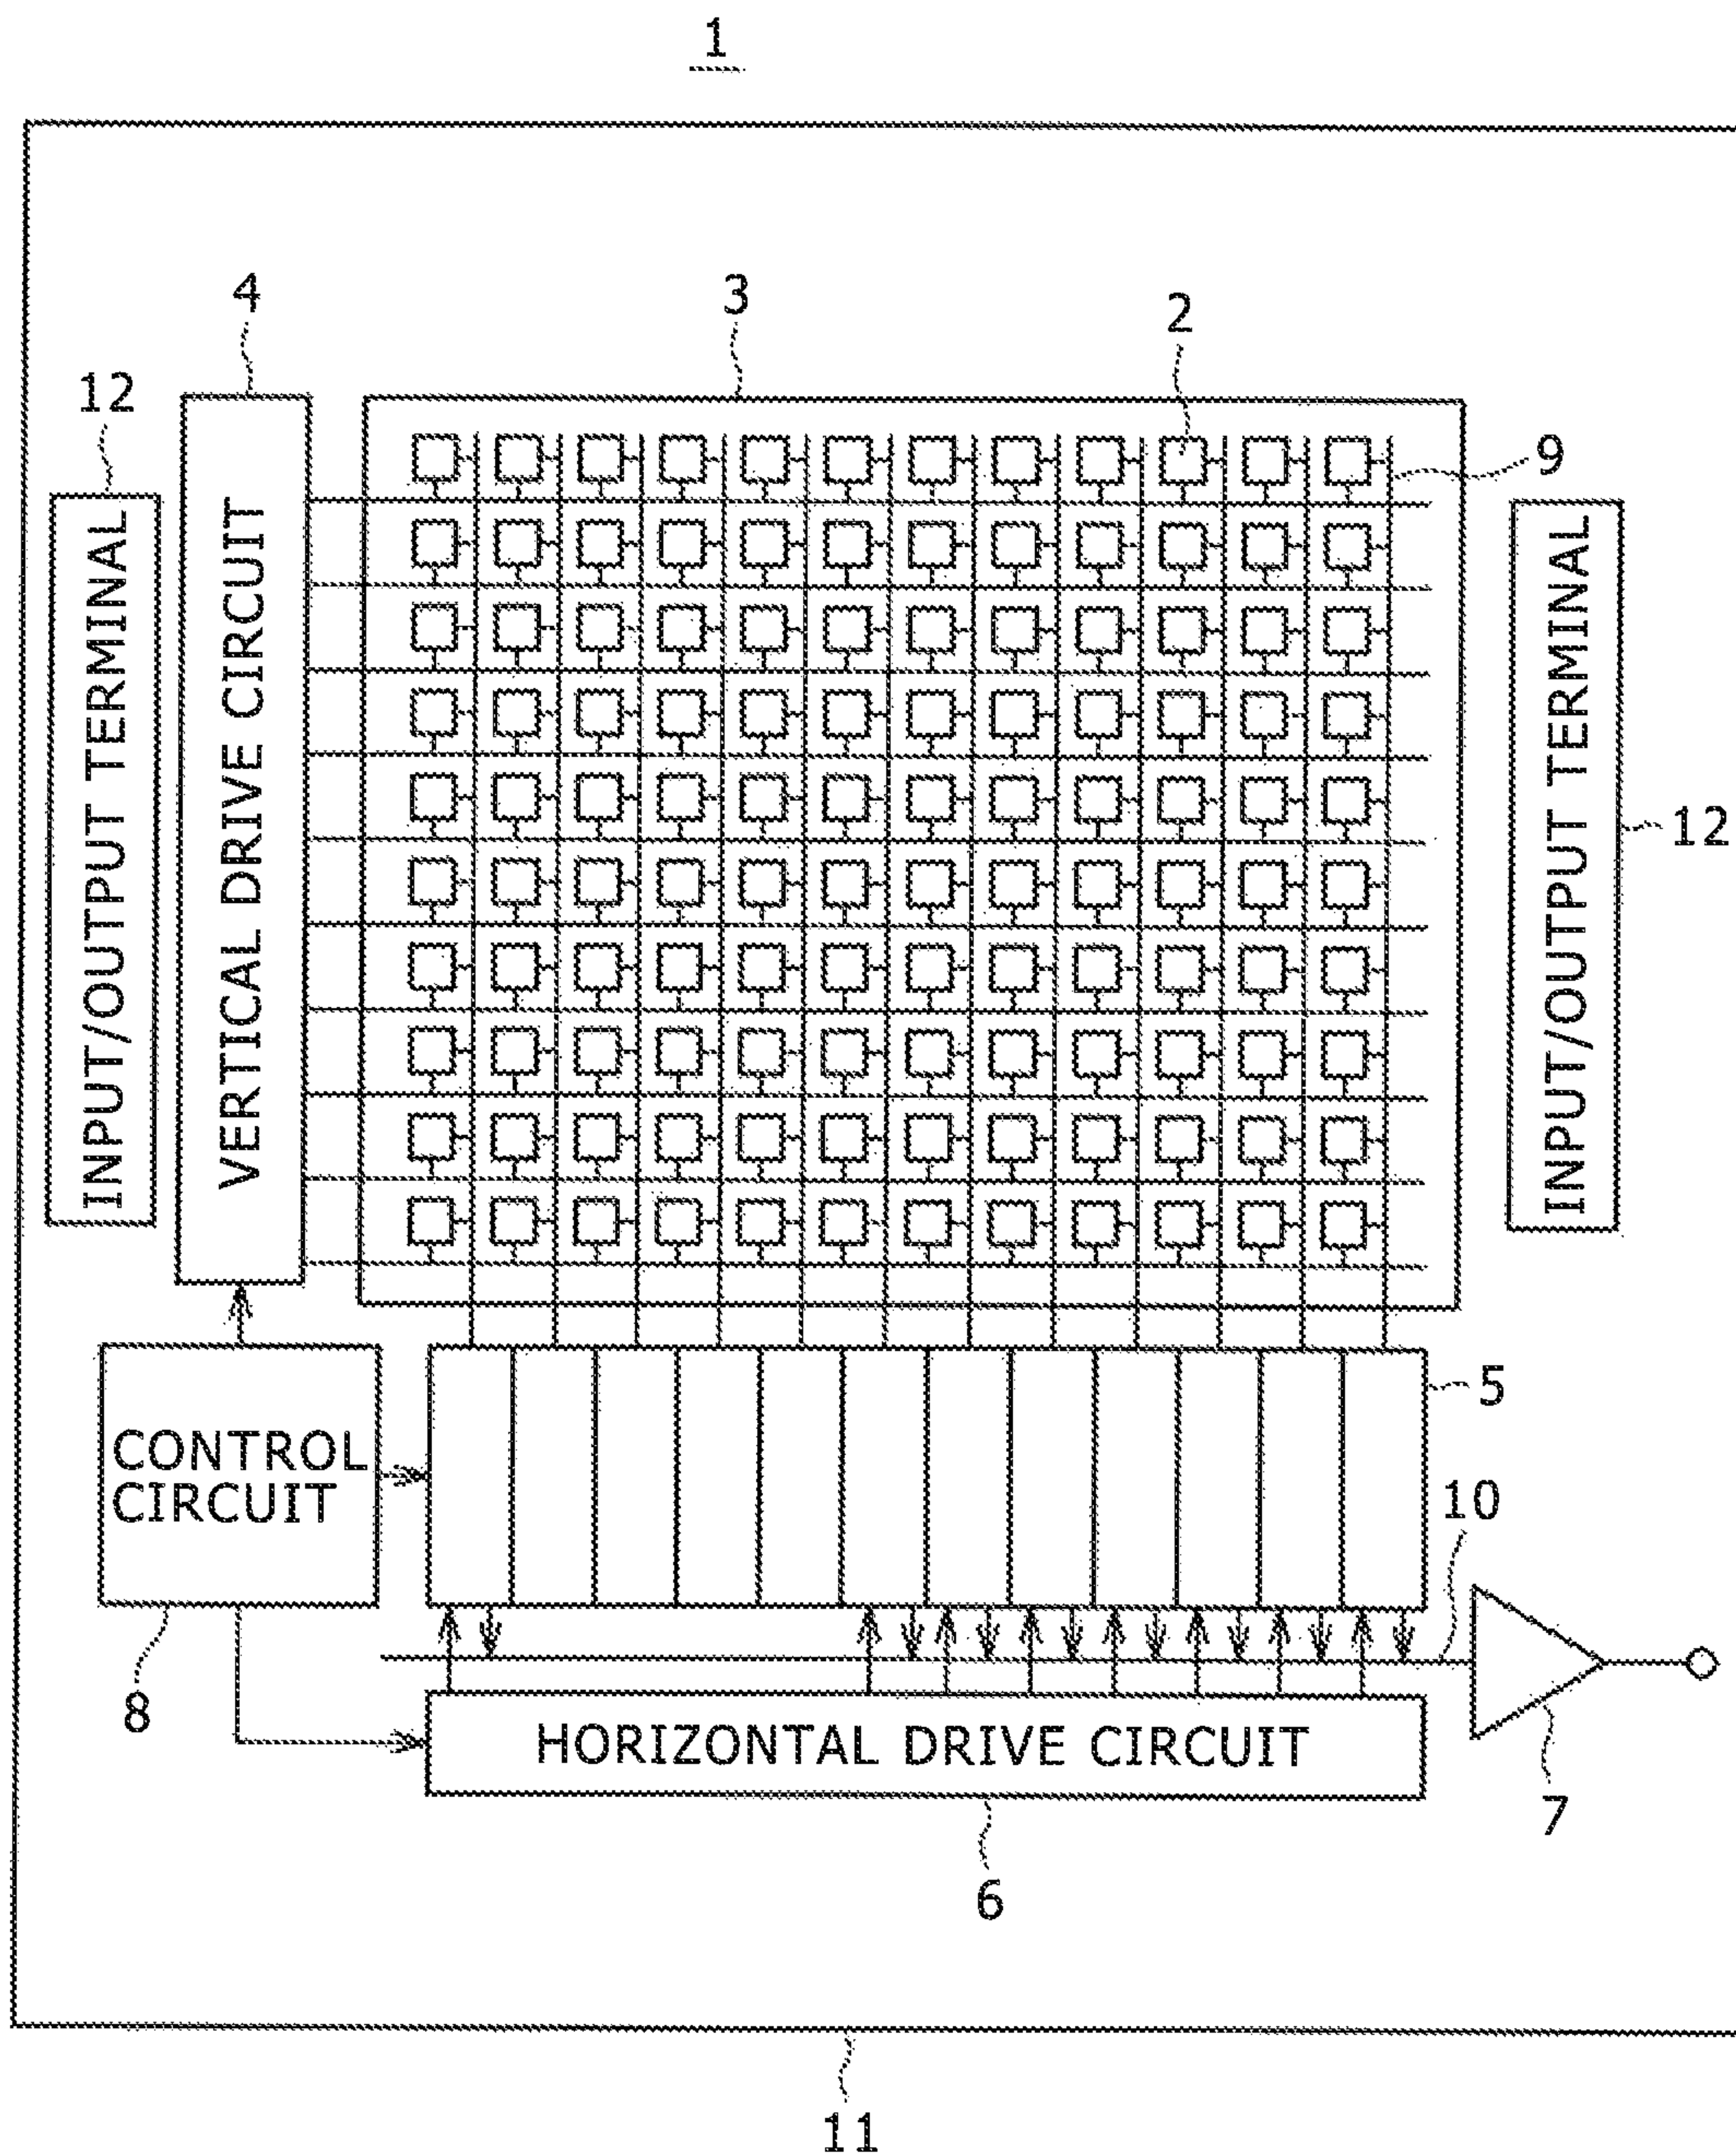 1
4
3
2
12
9
INPUT/OUTPUT TERMINAL
VERTICAL DRIVE CIRCUIT
INPUT/OUTPUT TERMINAL
12
5
CONTROL
CIRCUIT
10
8
HORIZONTAL DRIVE CIRCUIT
7
6
11